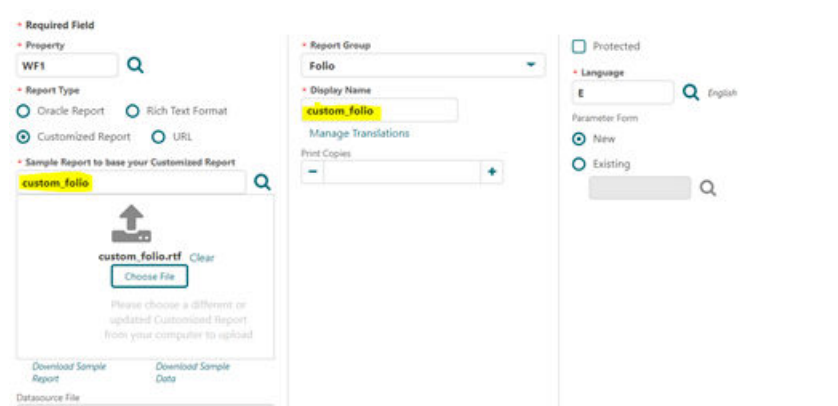 * Required Field
* Property
WF1
* Report Type
Oracle Report
Rich Text Format
Customized Report
URL
* Sample Report to base your Customized Report
custom_folio
custom_folio.rtf Clear
Choose File
Please choose a different or
updated Customized Report
from your computer to upload
Download Sample
Report
Download Sample
Data
Datasource File
* Report Group
Folio
* Display Name
custom_folio
Manage Translations
Print Copies
Protected
* Language
E
English
Parameter Form
New
Existing